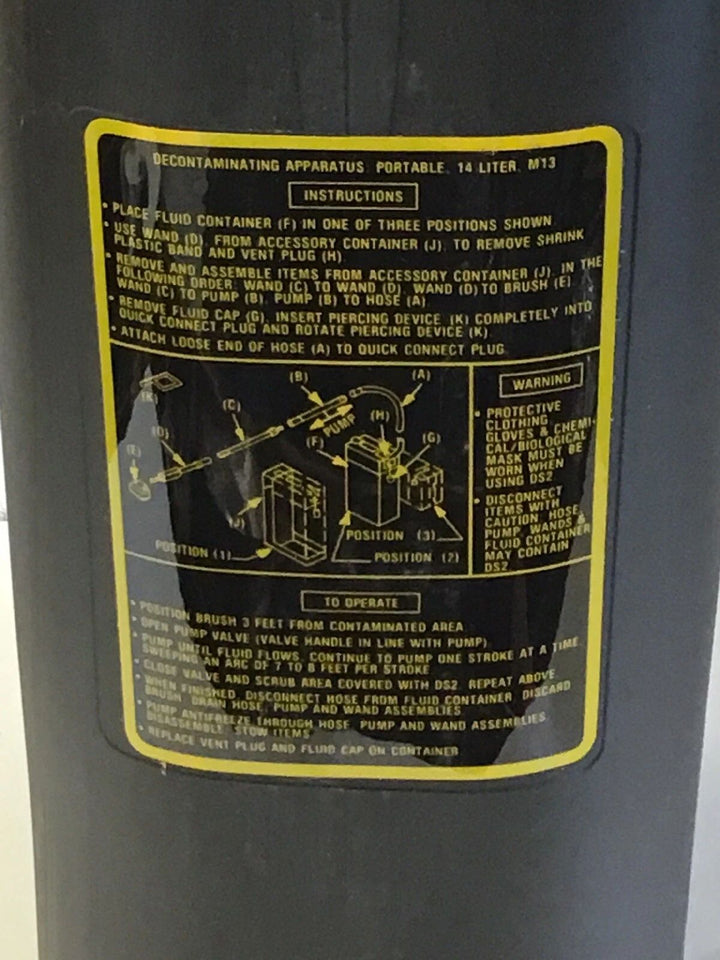 DECONTAMINATING APPARATUS, PORTABLE, 14 LITER, M13
INSTRUCTIONS
• PLACE FLUID CONTAINER (F) IN ONE OF THREE POSITIONS SHOWN.
• USE WAND (D), FROM ACCESSORY CONTAINER (J), TO REMOVE SHRINK
PLASTIC BAND AND VENT PLUG (H).
• REMOVE AND ASSEMBLE ITEMS FROM ACCESSORY CONTAINER (J), IN THE
FOLLOWING ORDER: WAND (C) TO WAND (D), WAND (D) TO BRUSH (E),
WAND (C) TO PUMP (B), PUMP (B) TO HOSE (A).
• REMOVE FLUID CAP (G), INSERT PIERCING DEVICE (K) COMPLETELY INTO
QUICK CONNECT PLUG AND ROTATE PIERCING DEVICE (K).
• ATTACH LOOSE END OF HOSE (A) TO QUICK CONNECT PLUG.
(K)
(B)
(A)
(C)
PUMP
(H)
(D)
(F)
(G)
(E)
(J)
POSITION (3)
POSITION (1)
POSITION (2)
WARNING
• PROTECTIVE
CLOTHING
GLOVES & CHEMI-
CAL/BIOLOGICAL
MASK MUST BE
WORN WHEN
USING DS2.
• DISCONNECT
ITEMS WITH
CAUTION. HOSE,
PUMP, WANDS &
FLUID CONTAINER
MAY CONTAIN
DS2.
TO OPERATE
• POSITION BRUSH 3 FEET FROM CONTAMINATED AREA.
• OPEN PUMP VALVE (VALVE HANDLE IN LINE WITH PUMP).
• PUMP UNTIL FLUID FLOWS. CONTINUE TO PUMP ONE STROKE AT A TIME,
SWEEPING AN ARC OF 7 TO 8 FEET PER STROKE.
• CLOSE VALVE AND SCRUB AREA COVERED WITH DS2. REPEAT ABOVE.
• WHEN FINISHED, DISCONNECT HOSE FROM FLUID CONTAINER, DISCARD
BRUSH, DRAIN HOSE, PUMP AND WAND ASSEMBLIES.
• PUMP ANTIFREEZE THROUGH HOSE, PUMP AND WAND ASSEMBLIES.
DISASSEMBLE, STOW ITEMS.
• REPLACE VENT PLUG AND FLUID CAP ON CONTAINER.